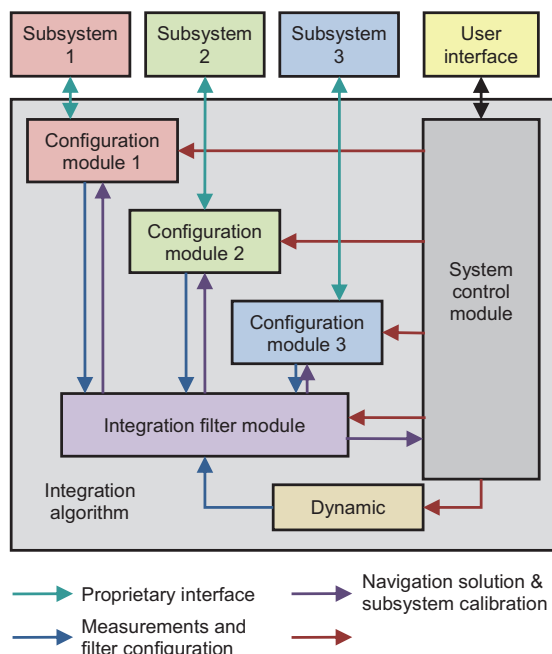 Subsystem
1
Subsystem
2
Subsystem
3
User
interface
Configuration
module 1
Configuration
module 2
Configuration
module 3
System
control
module
Integration filter module
Integration
algorithm
Dynamic
Proprietary interface
Navigation solution &
subsystem calibration
Measurements and
filter configuration